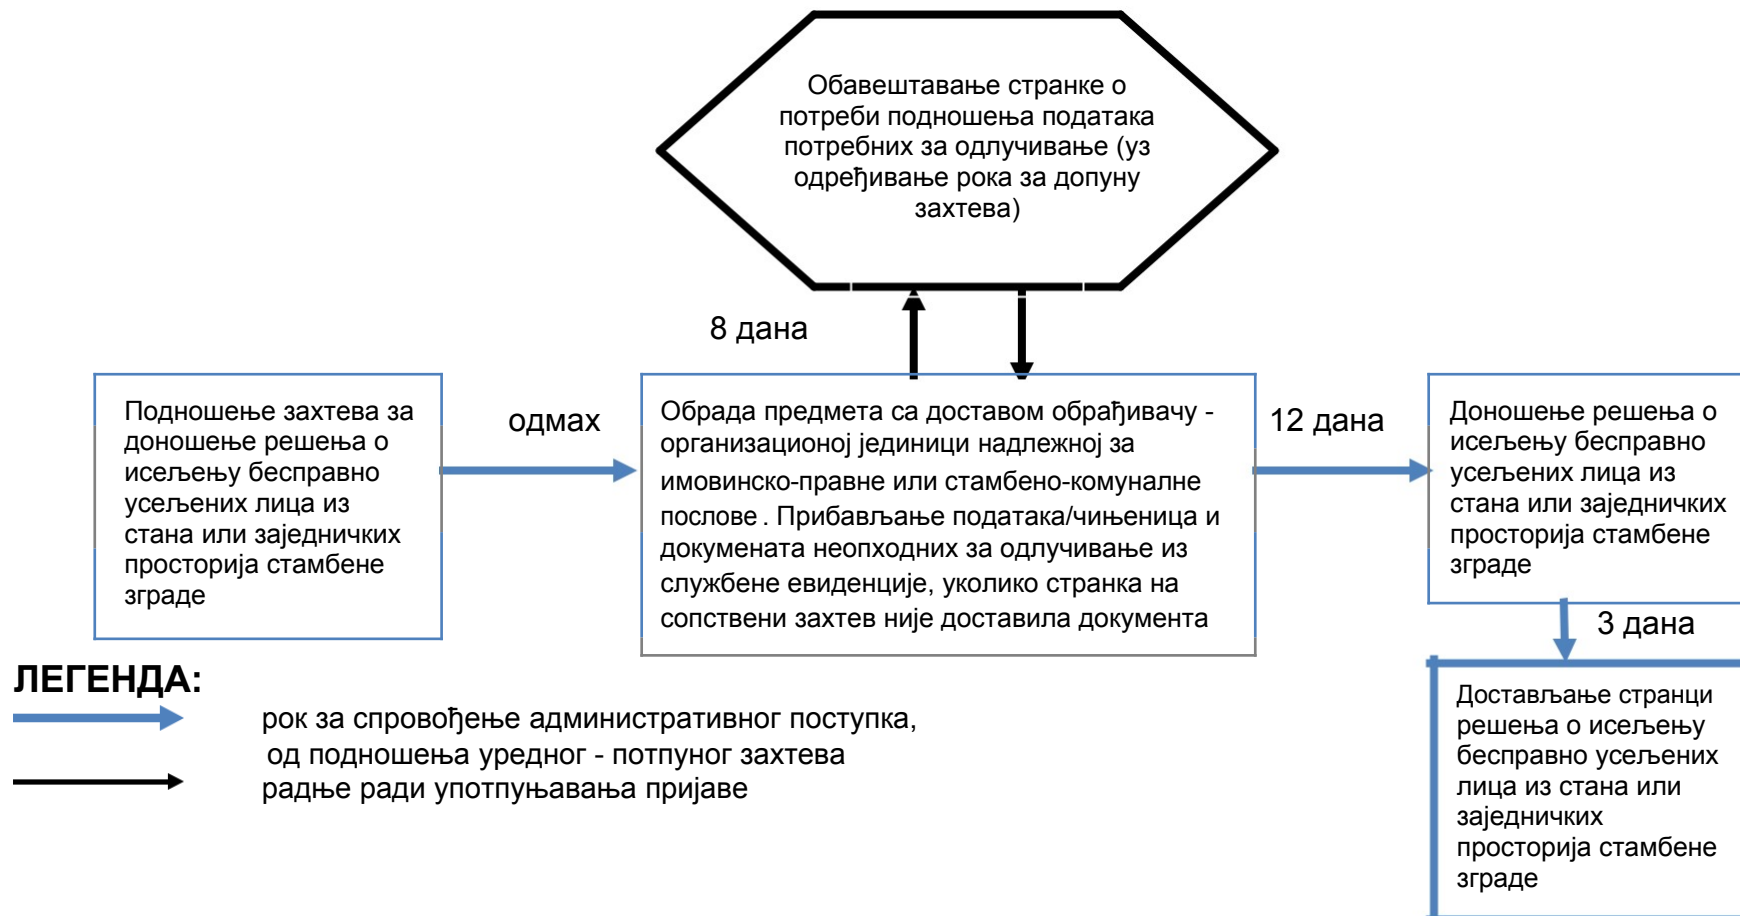 Обавештавање странке о
потреби подношења података
потребних за одлучивање (уз
одређивање рока за допуну
захтева)
8 дана
Подношење захтева за
доношење решења о
исељењу бесправно
усељених лица из
стана или заједничких
просторија стамбене
зграде
одмах
Обрада предмета са доставом обрађивачу -
организационој јединици надлежној за
имовинско-правне или стамбено-комуналне
послове. Прибављање података/чињеница и
докумената неопходних за одлучивање из
службене евиденције, уколико странка на
сопствени захтев није доставила документа
12 дана
Доношење решења о
исељењу бесправно
усељених лица из
стана или заједничких
просторија стамбене
зграде
3 дана
Достављање странци
решења о исељењу
бесправно усељених
лица из стана или
заједничких
просторија стамбене
зграде
ЛЕГЕНДА:
рок за спровођење административног поступка,
од подношења уредног - потпуног захтева
радње ради употпуњавања пријаве